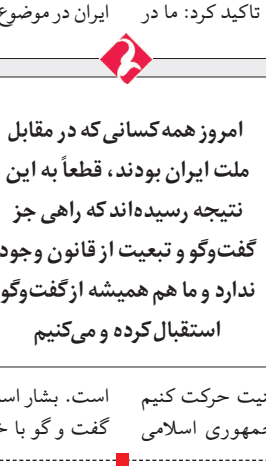 تاکید کرد: ما در
ایران در موضوع
امروز همه کسانی که در مقابل
ملت ایران بودند، قطعاً به این
نتیجه رسیده‌اند که راهی جز
گفت‌وگو و تبعیت از قانون وجود
ندارد و ما هم همیشه از گفت‌وگو
استقبال کرده و می‌کنیم
نیت حرکت کنیم
جمهوری اسلامی
است. بشار اسد
گفت و گو با